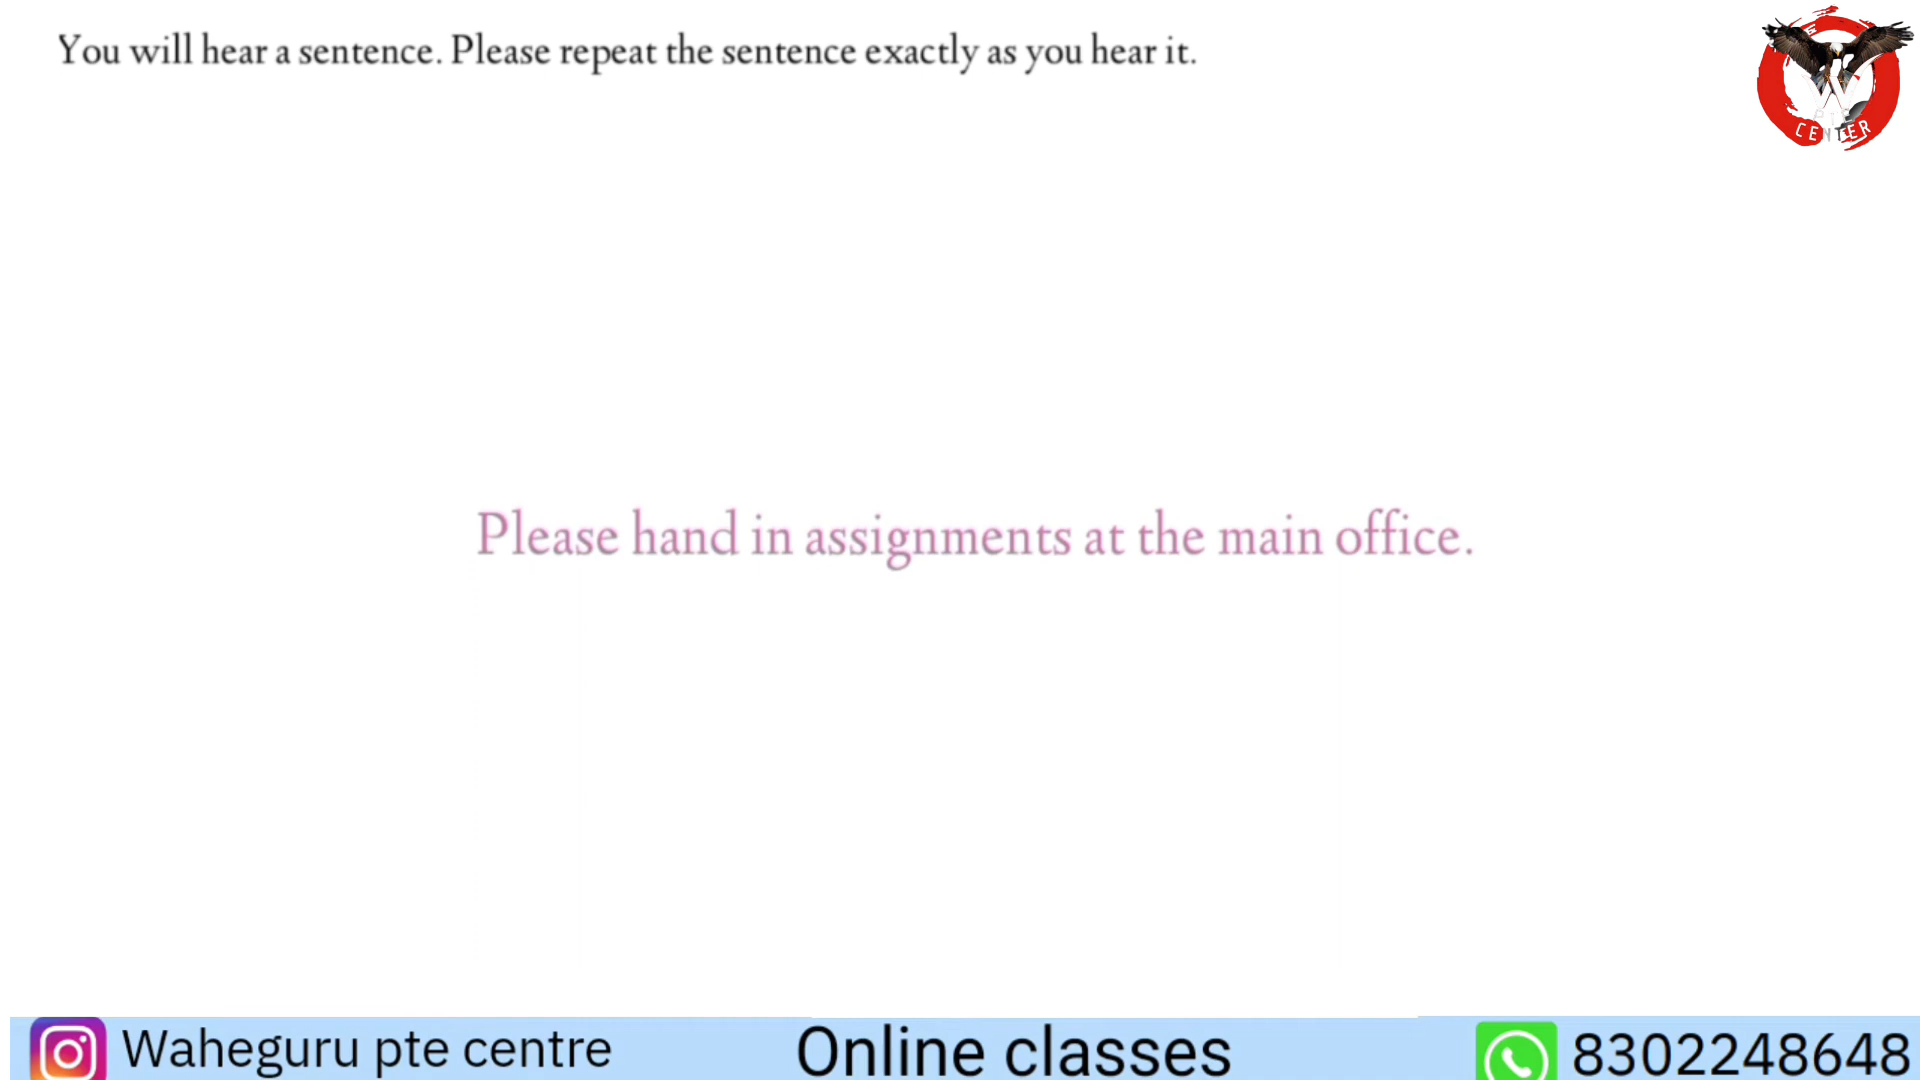 You will hear a sentence. Please repeat the sentence exactly as you hear it.
CENTER
Please hand in assignments at the main office.
Waheguru pte centre
Online classes
8302248648